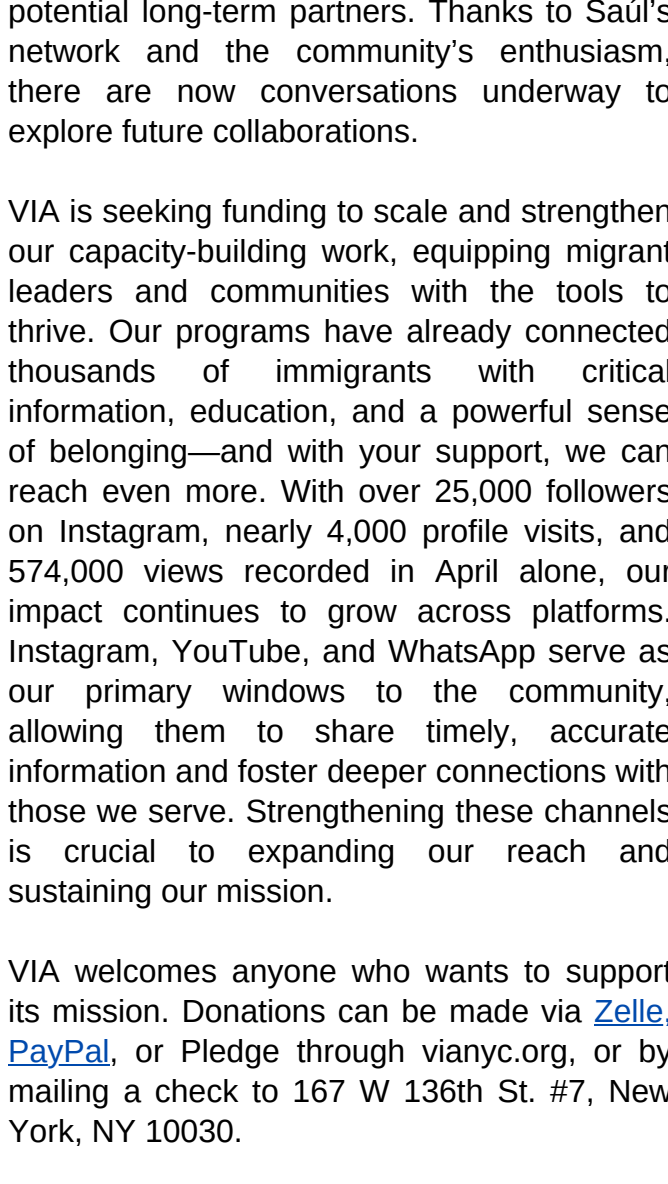 potential long-term partners. Thanks to Saúl’s
network and the community’s enthusiasm,
there are now conversations underway to
explore future collaborations.
VIA is seeking funding to scale and strengthen
our capacity-building work, equipping migrant
leaders and communities with the tools to
thrive. Our programs have already connected
thousands of immigrants with critical
information, education, and a powerful sense
of belonging—and with your support, we can
reach even more. With over 25,000 followers
on Instagram, nearly 4,000 profile visits, and
574,000 views recorded in April alone, our
impact continues to grow across platforms.
Instagram, YouTube, and WhatsApp serve as
our primary windows to the community,
allowing them to share timely, accurate
information and foster deeper connections with
those we serve. Strengthening these channels
is crucial to expanding our reach and
sustaining our mission.
VIA welcomes anyone who wants to support
its mission. Donations can be made via Zelle,
PayPal, or Pledge through vianyc.org, or by
mailing a check to 167 W 136th St. #7, New
York, NY 10030.